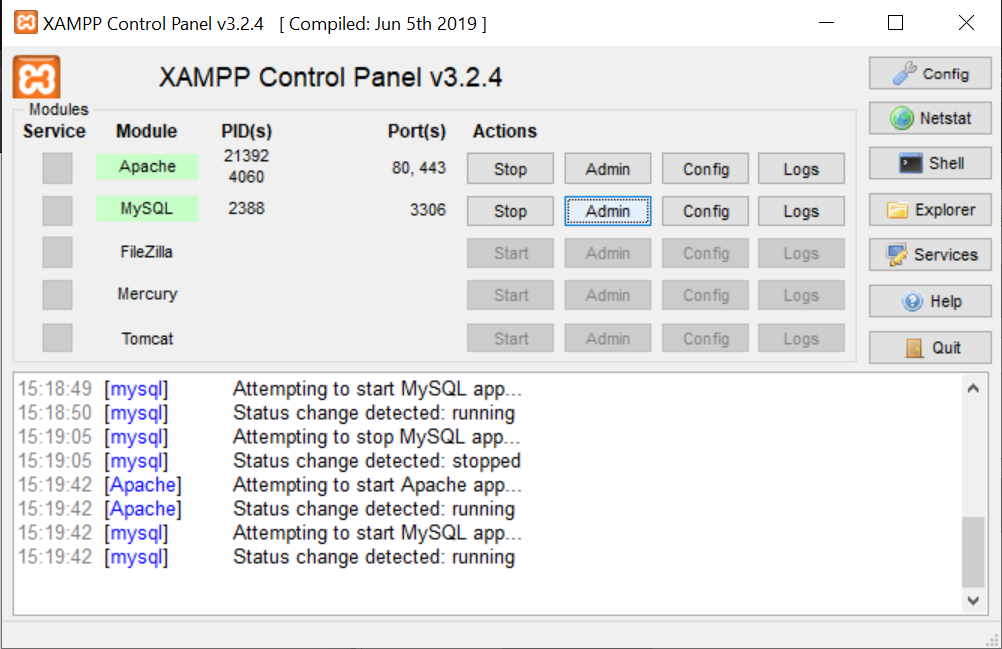 XAMPP Control Panel v3.2.4 [ Compiled: Jun 5th 2019 ]
XAMPP Control Panel v3.2.4
Config
Modules
Service Module PID(s) Port(s) Actions
Netstat
Apache 21392 4060 80, 443 Stop Admin Config Logs
Shell
MySQL 2388 3306 Stop Admin Config Logs
Explorer
FileZilla Start Admin Config Logs
Services
Mercury Start Admin Config Logs
Help
Tomcat Start Admin Config Logs
Quit
15:18:49 [mysql] Attempting to start MySQL app...
15:18:50 [mysql] Status change detected: running
15:19:05 [mysql] Attempting to stop MySQL app...
15:19:05 [mysql] Status change detected: stopped
15:19:42 [Apache] Attempting to start Apache app...
15:19:42 [Apache] Status change detected: running
15:19:42 [mysql] Attempting to start MySQL app...
15:19:42 [mysql] Status change detected: running